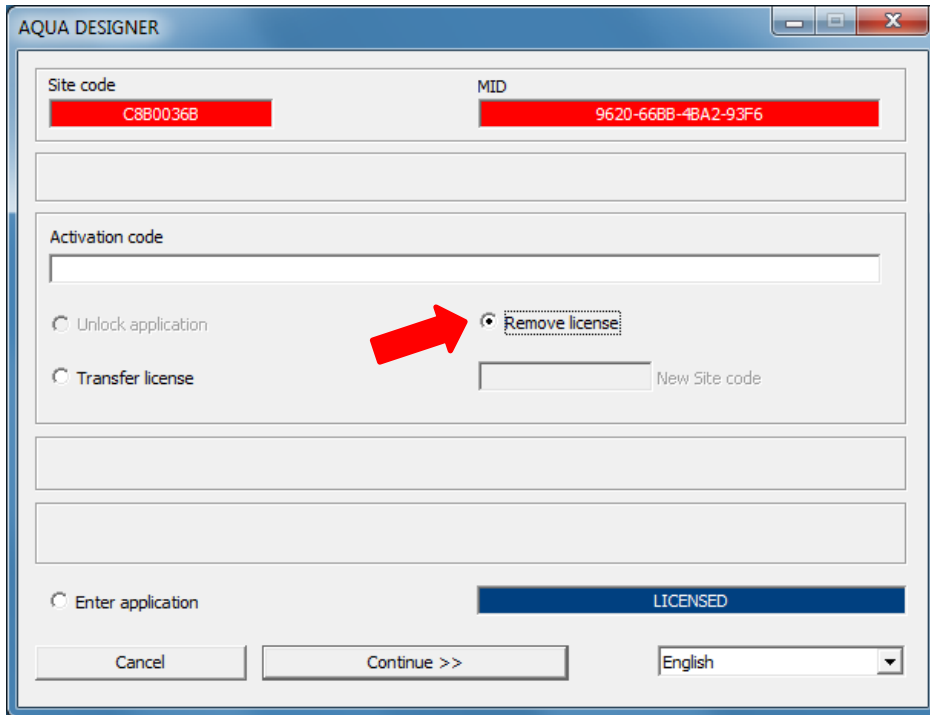 AQUA DESIGNER
Site code
MID
C8B0036B
9620-66BB-4BA2-93F6
Activation code
Unlock application
Remove license
Transfer license
New Site code
Enter application
LICENSED
Cancel
Continue >>
English